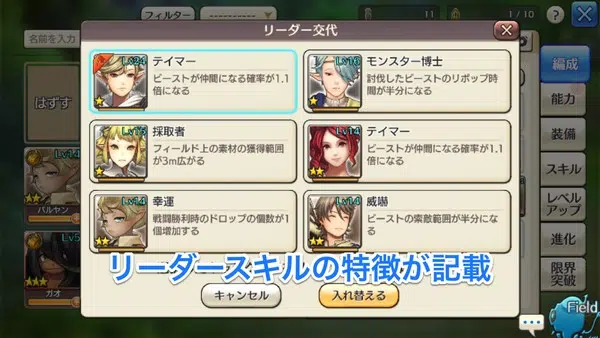 フィルター
----------
11
1/10
?
名前を入力
リーダー交代
Lv24
テイマー
ビーストが仲間になる確率が1.1
倍になる
Lv16
モンスター博士
討伐したビーストのリポップ時
間が半分になる
Lv15
採取者
フィールド上の素材の獲得範囲
が3m広がる
Lv14
テイマー
ビーストが仲間になる確率が1.1
倍になる
Lv14
幸運
戦闘勝利時のドロップの個数が1
個増加する
Lv14
威嚇
ビーストの索敵範囲が半分にな
る
リーダースキルの特徴が記載
キャンセル
入れ替える
はずす
Lv14
バルヤン
Lv5
ガオ
編成
能力
装備
スキル
レベル
アップ
進化
限界
突破
Field